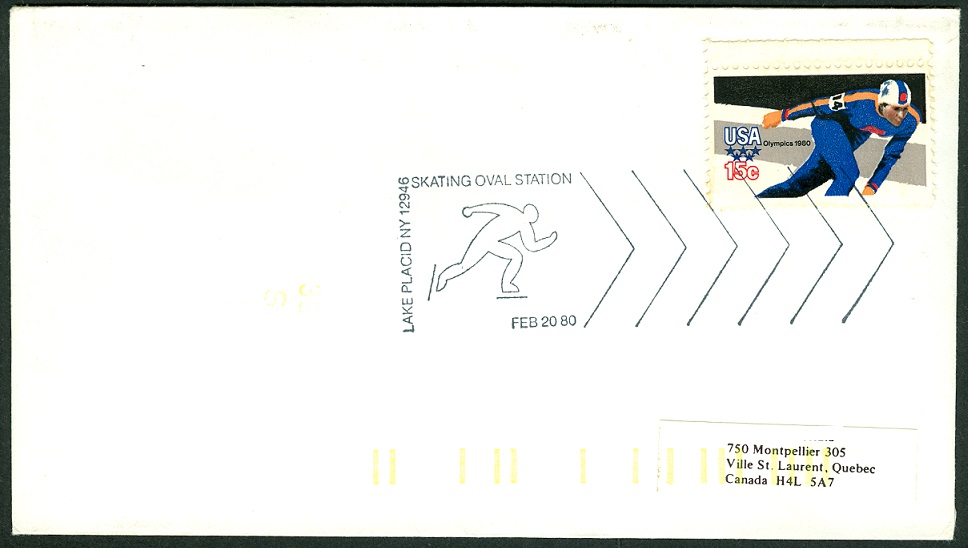 14
USA
Olympics 1980
15c
SKATING OVAL STATION
LAKE PLACID NY 12946
FEB 20 80
750 Montpellier 305
Ville St. Laurent, Quebec
Canada H4L 5A7